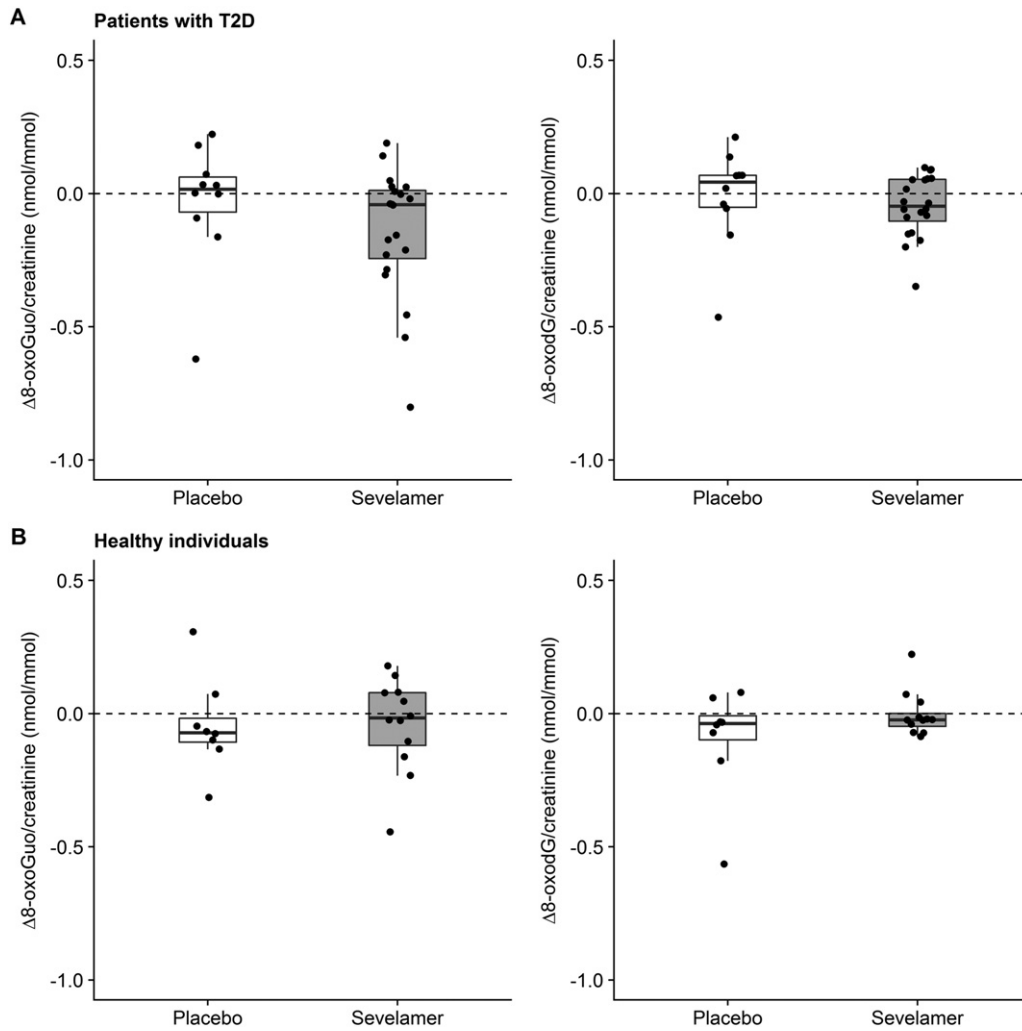 A
Patients with T2D
Δ8-oxoGuo/creatinine (nmol/mmol)
0.5
0.0
-0.5
-1.0
Placebo
Sevelamer
Δ8-oxodG/creatinine (nmol/mmol)
0.5
0.0
-0.5
-1.0
Placebo
Sevelamer
B
Healthy individuals
Δ8-oxoGuo/creatinine (nmol/mmol)
0.5
0.0
-0.5
-1.0
Placebo
Sevelamer
Δ8-oxodG/creatinine (nmol/mmol)
0.5
0.0
-0.5
-1.0
Placebo
Sevelamer